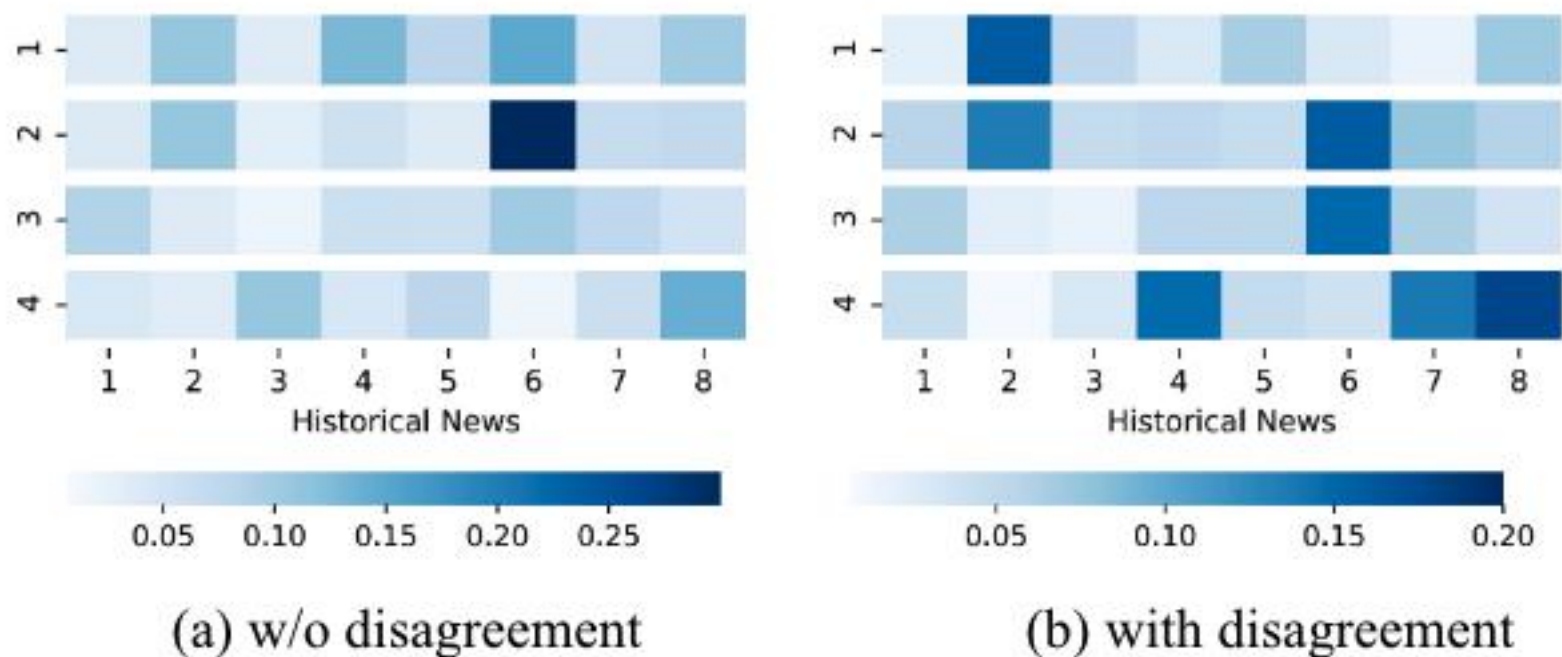 1
2
3
4
1 2 3 4 5 6 7 8
Historical News
0.05 0.10 0.15 0.20 0.25
(a) w/o disagreement
1
2
3
4
1 2 3 4 5 6 7 8
Historical News
0.05 0.10 0.15 0.20
(b) with disagreement